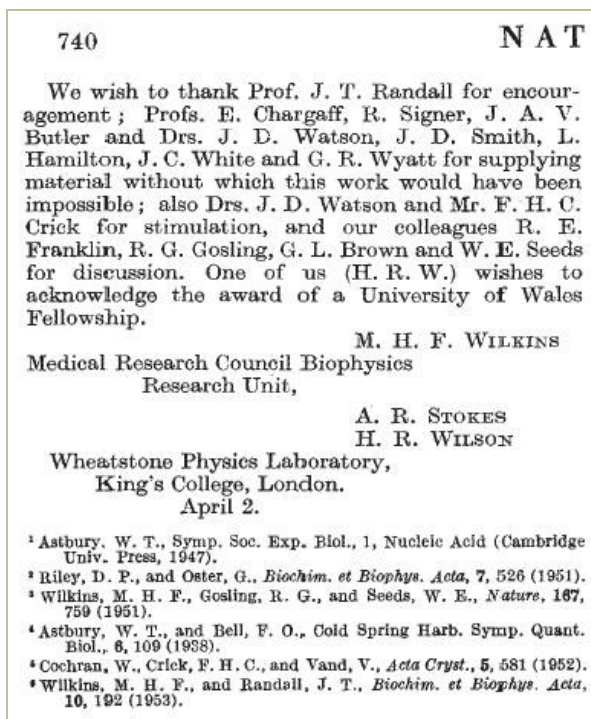 740
NAT
We wish to thank Prof. J. T. Randall for encour-
agement ; Profs. E. Chargaff, R. Signer, J. A. V.
Butler and Drs. J. D. Watson, J. D. Smith, L.
Hamilton, J. C. White and G. R. Wyatt for supplying
material without which this work would have been
impossible ; also Drs. J. D. Watson and Mr. F. H. C.
Crick for stimulation, and our colleagues R. E.
Franklin, R. G. Gosling, G. L. Brown and W. E. Seeds
for discussion. One of us (H. R. W.) wishes to
acknowledge the award of a University of Wales
Fellowship.
M. H. F. WILKINS
Medical Research Council Biophysics
Research Unit,
A. R. STOKES
H. R. WILSON
Wheatstone Physics Laboratory,
King's College, London.
April 2.
¹ Astbury, W. T., Symp. Soc. Exp. Biol., 1, Nucleic Acid (Cambridge
Univ. Press, 1947).
² Riley, D. P., and Oster, G., Biochim. et Biophys. Acta, 7, 526 (1951).
³ Wilkins, M. H. F., Gosling, R. G., and Seeds, W. E., Nature, 167,
759 (1951).
⁴ Astbury, W. T., and Bell, F. O., Cold Spring Harb. Symp. Quant.
Biol., 6, 109 (1938).
⁵ Cochran, W., Crick, F. H. C., and Vand, V., Acta Cryst., 5, 581 (1952).
⁶ Wilkins, M. H. F., and Randall, J. T., Biochim. et Biophys. Acta,
10, 192 (1953).